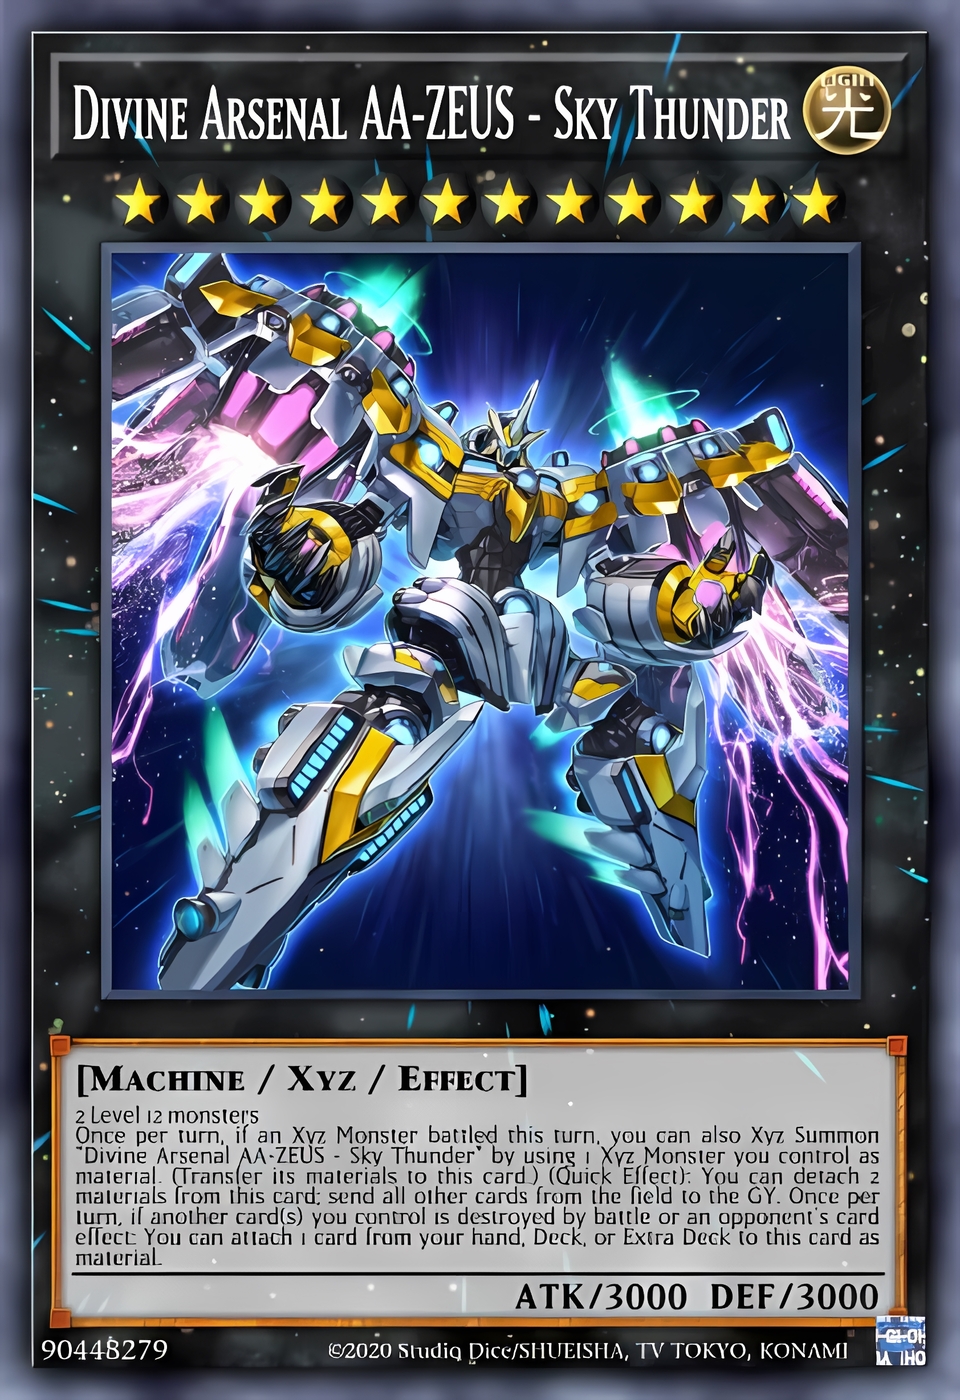 DIVINE ARSENAL AA-ZEUS - SKY THUNDER
光
[MACHINE / XYZ / EFFECT]
2 Level 12 monsters
Once per turn, if an Xyz Monster battled this turn, you can also Xyz Summon
"Divine Arsenal AA-ZEUS - Sky Thunder" by using 1 Xyz Monster you control as
material. (Transfer its materials to this card.) (Quick Effect): You can detach 2
materials from this card; send all other cards from the field to the GY. Once per
turn, if another card(s) you control is destroyed by battle or an opponent's card
effect: You can attach 1 card from your hand, Deck, or Extra Deck to this card as
material.
ATK/3000 DEF/3000
90448279
©2020 Studio Dice/SHUEISHA, TV TOKYO, KONAMI